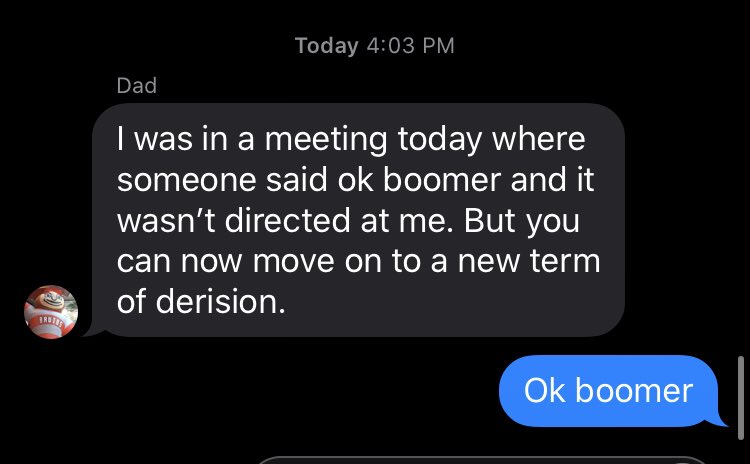 Today 4:03 PM
Dad
I was in a meeting today where
someone said ok boomer and it
wasn’t directed at me. But you
can now move on to a new term
of derision.
BRUTUS
Ok boomer